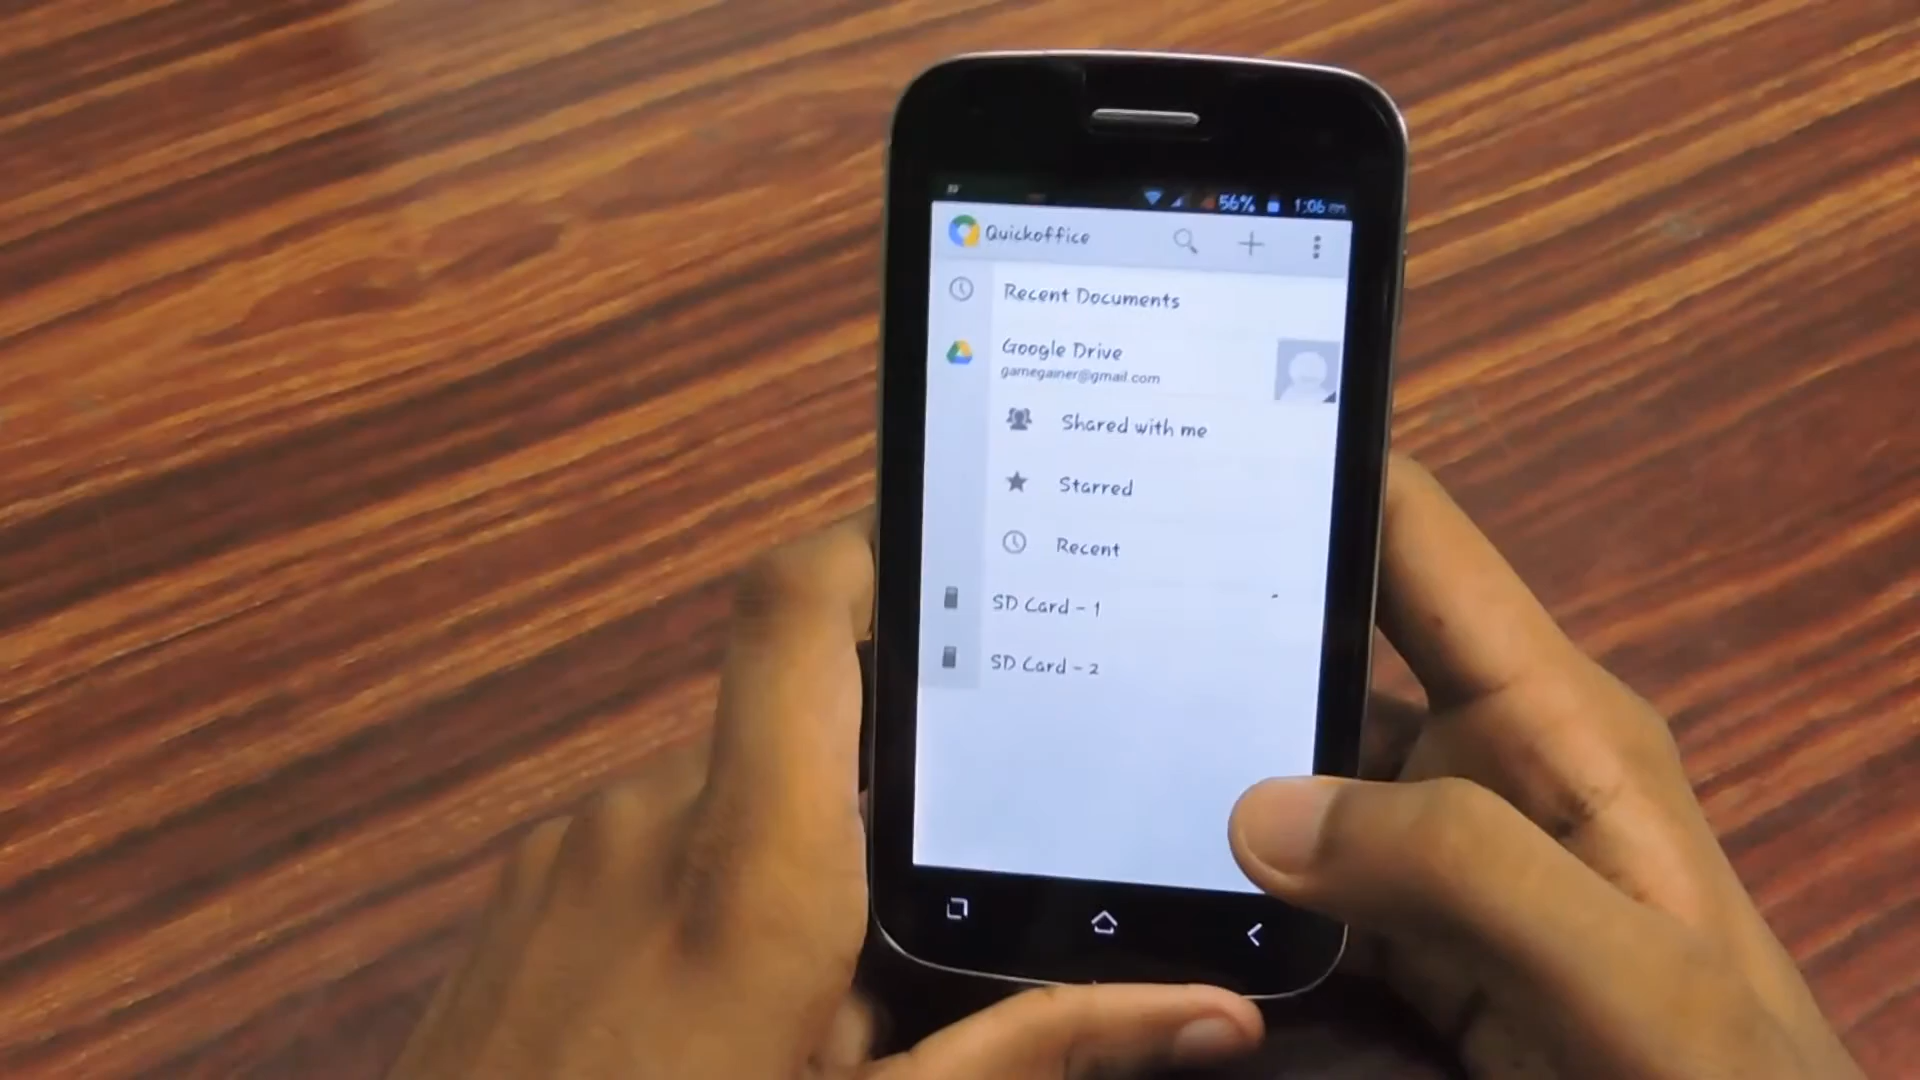 56% 1:06 pm
Quickoffice
Recent Documents
Google Drive
gamegainer@gmail.com
Shared with me
Starred
Recent
SD Card - 1
SD Card - 2